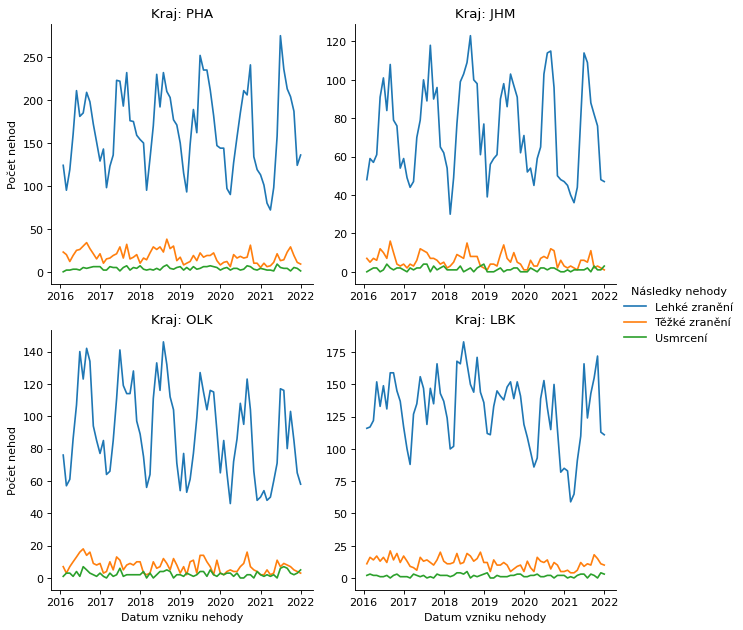 Kraj: PHA
Kraj: JHM
Počet nehod
250
200
150
100
50
0
2016 2017 2018 2019 2020 2021 2022
120
100
80
60
40
20
0
2016 2017 2018 2019 2020 2021 2022
Následky nehody
Lehké zranění
Těžké zranění
Usmrcení
Kraj: OLK
Kraj: LBK
Počet nehod
140
120
100
80
60
40
20
0
2016 2017 2018 2019 2020 2021 2022
Datum vzniku nehody
175
150
125
100
75
50
25
0
2016 2017 2018 2019 2020 2021 2022
Datum vzniku nehody